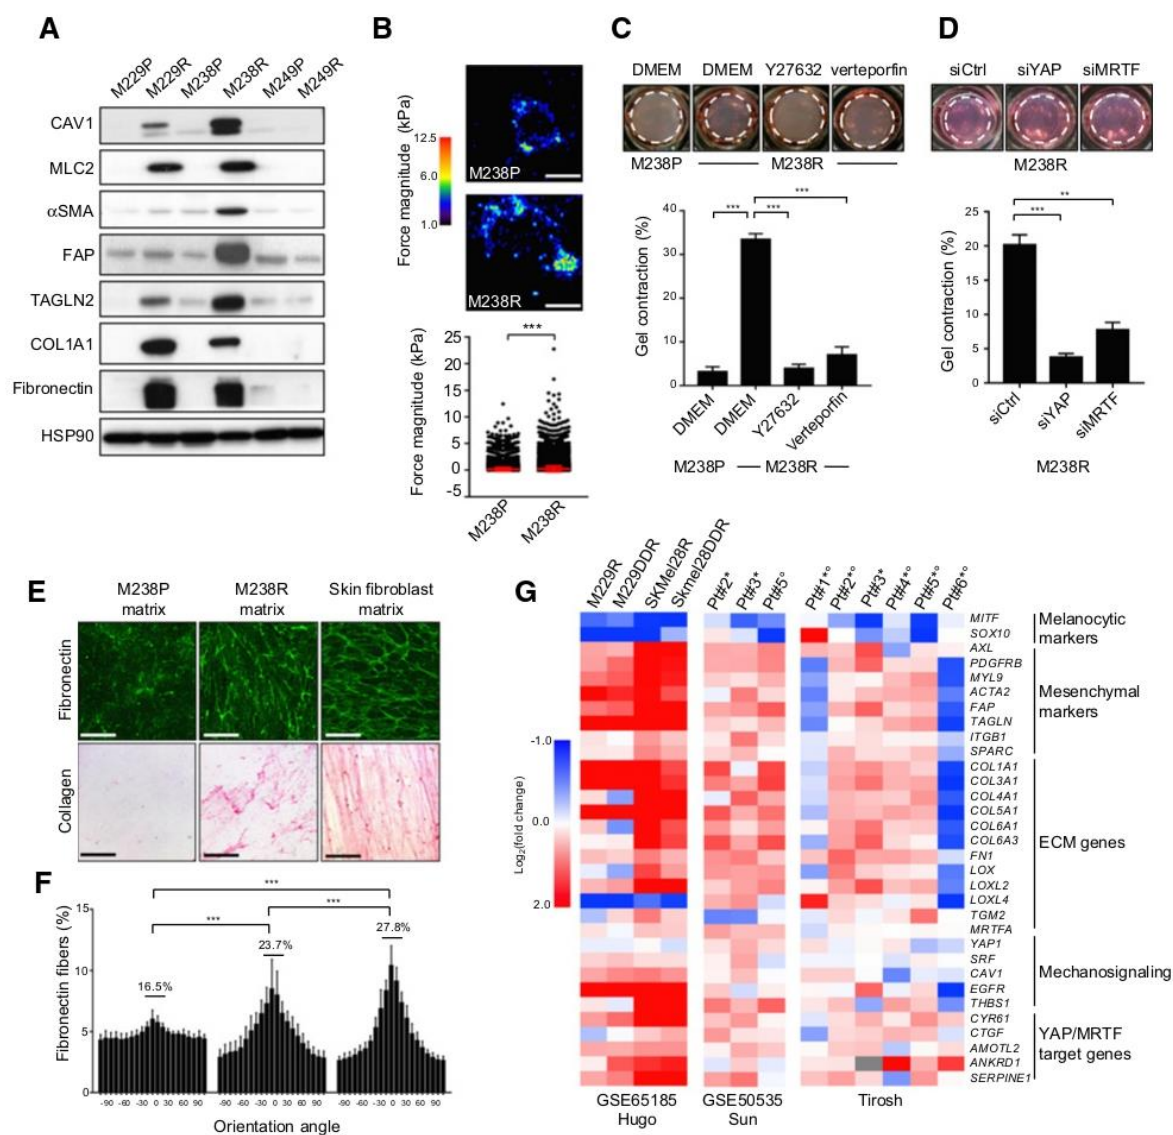 A
M229P
M229R
M238P
M238R
M249P
M249R
CAV1
MLC2
αSMA
FAP
TAGLN2
COL1A1
Fibronectin
HSP90
B
Force magnitude (kPa)
12.5
6.0
1.0
M238P
M238R
Force magnitude (kPa)
25
20
15
10
5
0
-5
***
M238P
M238R
C
DMEM DMEM Y27632 verteporfin
M238P M238R
Gel contraction (%)
40
30
20
10
0
***
***
***
DMEM
DMEM
Y27632
Verteporfin
M238P M238R
D
siCtrl siYAP siMRTF
M238R
Gel contraction (%)
25
20
15
10
5
0
**
***
siCtrl
siYAP
siMRTF
M238R
E
M238P matrix
M238R matrix
Skin fibroblast matrix
Fibronectin
Collagen
F
Fibronectin fibers (%)
15
10
5
0
***
***
***
16.5%
23.7%
27.8%
-90 -60 -30 0 30 60 90
-90 -60 -30 0 30 60 90
-90 -60 -30 0 30 60 90
Orientation angle
G
M229R
M229DDR
SKMel28R
Skmel28DDR
Pt#2*
Pt#3*
Pt#5°
Pt#1*°
Pt#2*°
Pt#3*
Pt#4*°
Pt#5*°
Pt#6*°
-1.0
0.0
2.0
Log2(fold change)
MITF
SOX10
AXL
PDGFRB
MYL9
ACTA2
FAP
TAGLN
ITGB1
SPARC
COL1A1
COL3A1
COL4A1
COL5A1
COL6A1
COL6A3
FN1
LOX
LOXL2
LOXL4
TGM2
MRTFA
YAP1
SRF
CAV1
EGFR
THBS1
CYR61
CTGF
AMOTL2
ANKRD1
SERPINE1
Melanocytic
markers
Mesenchymal
markers
ECM genes
Mechanosignaling
YAP/MRTF
target genes
GSE65185
Hugo
GSE50535
Sun
Tirosh